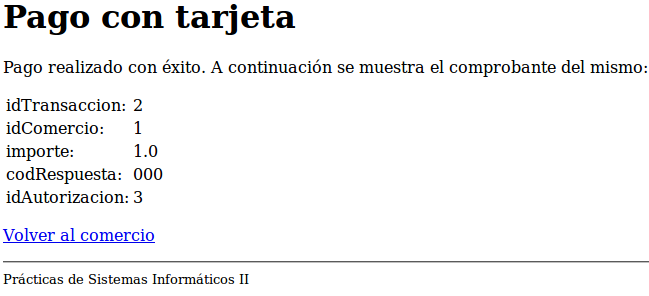 Pago con tarjeta
Pago realizado con éxito. A continuación se muestra el comprobante del mismo:
idTransaccion: 2
idComercio: 1
importe: 1.0
codRespuesta: 000
idAutorizacion: 3
Volver al comercio
Prácticas de Sistemas Informáticos II